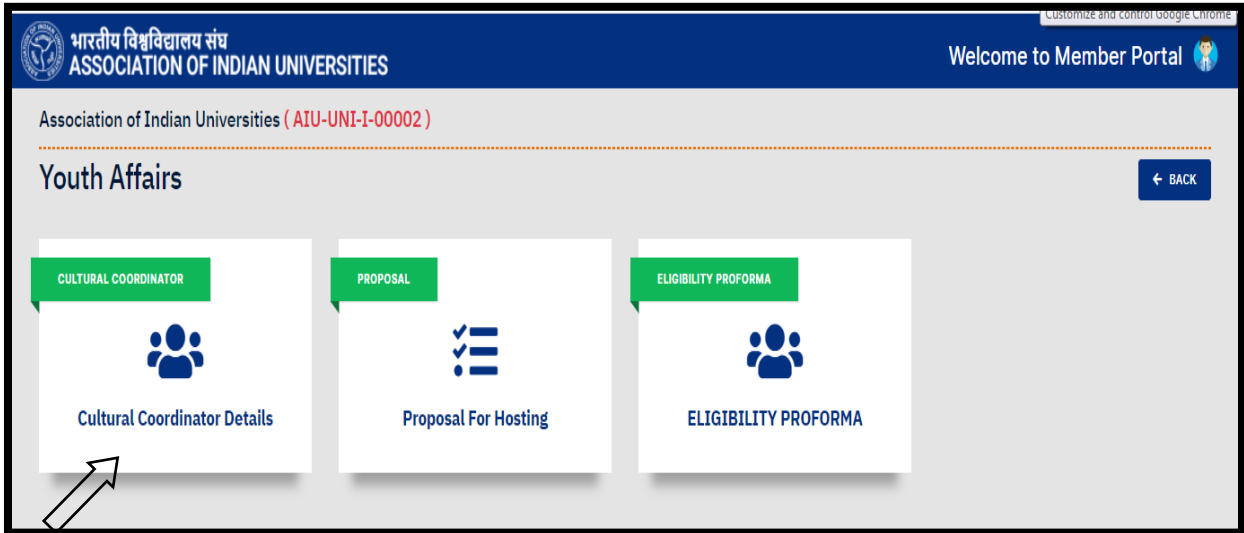 Customize and control Google Chrome
भारतीय विश्वविद्यालय संघ
ASSOCIATION OF INDIAN UNIVERSITIES
Welcome to Member Portal
Association of Indian Universities ( AIU-UNI-I-00002 )
Youth Affairs
← BACK
CULTURAL COORDINATOR
PROPOSAL
ELIGIBILITY PROFORMA
Cultural Coordinator Details
Proposal For Hosting
ELIGIBILITY PROFORMA